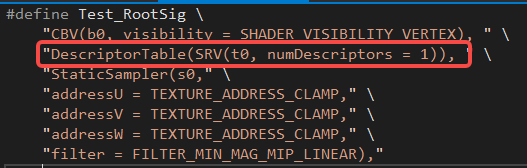 #define Test_RootSig \
"CBV(b0, visibility = SHADER_VISIBILITY_VERTEX), " \
"DescriptorTable(SRV(t0, numDescriptors = 1)), " \
"StaticSampler(s0," \
"addressU = TEXTURE_ADDRESS_CLAMP," \
"addressV = TEXTURE_ADDRESS_CLAMP," \
"addressW = TEXTURE_ADDRESS_CLAMP," \
"filter = FILTER_MIN_MAG_MIP_LINEAR),"